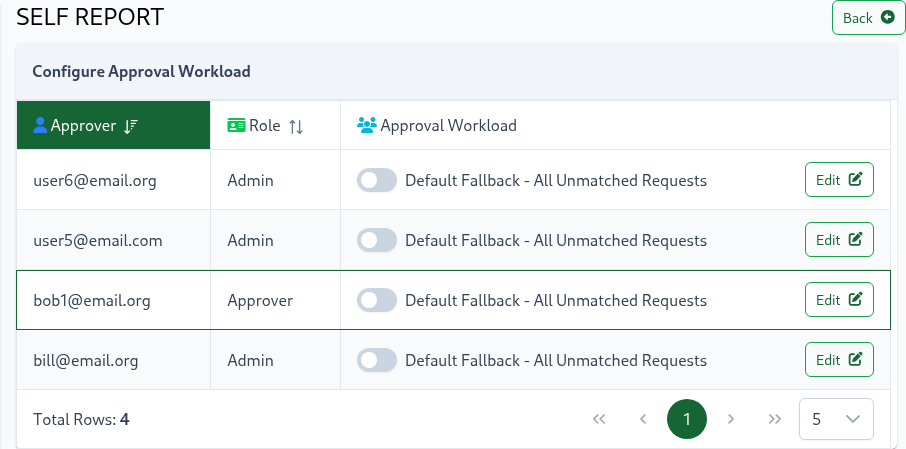 SELF REPORT
Back
Configure Approval Workload
Approver Role Approval Workload
user6@email.org Admin Default Fallback - All Unmatched Requests Edit
user5@email.com Admin Default Fallback - All Unmatched Requests Edit
bob1@email.org Approver Default Fallback - All Unmatched Requests Edit
bill@email.org Admin Default Fallback - All Unmatched Requests Edit
Total Rows: 4 1 5